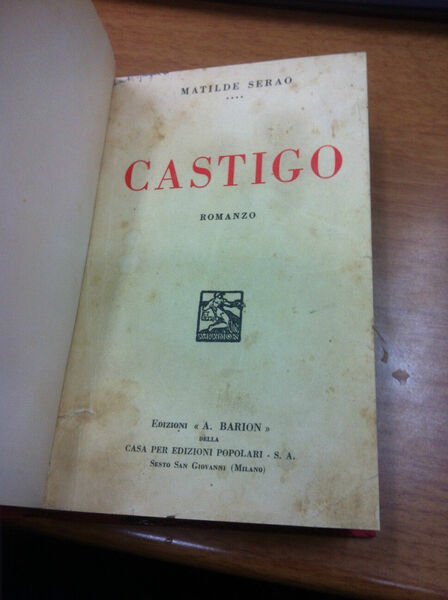 MATILDE SERAO
CASTIGO
ROMANZO
EDIZIONI « A. BARION »
DELLA
CASA PER EDIZIONI POPOLARI - S. A.
SESTO SAN GIOVANNI (MILANO)